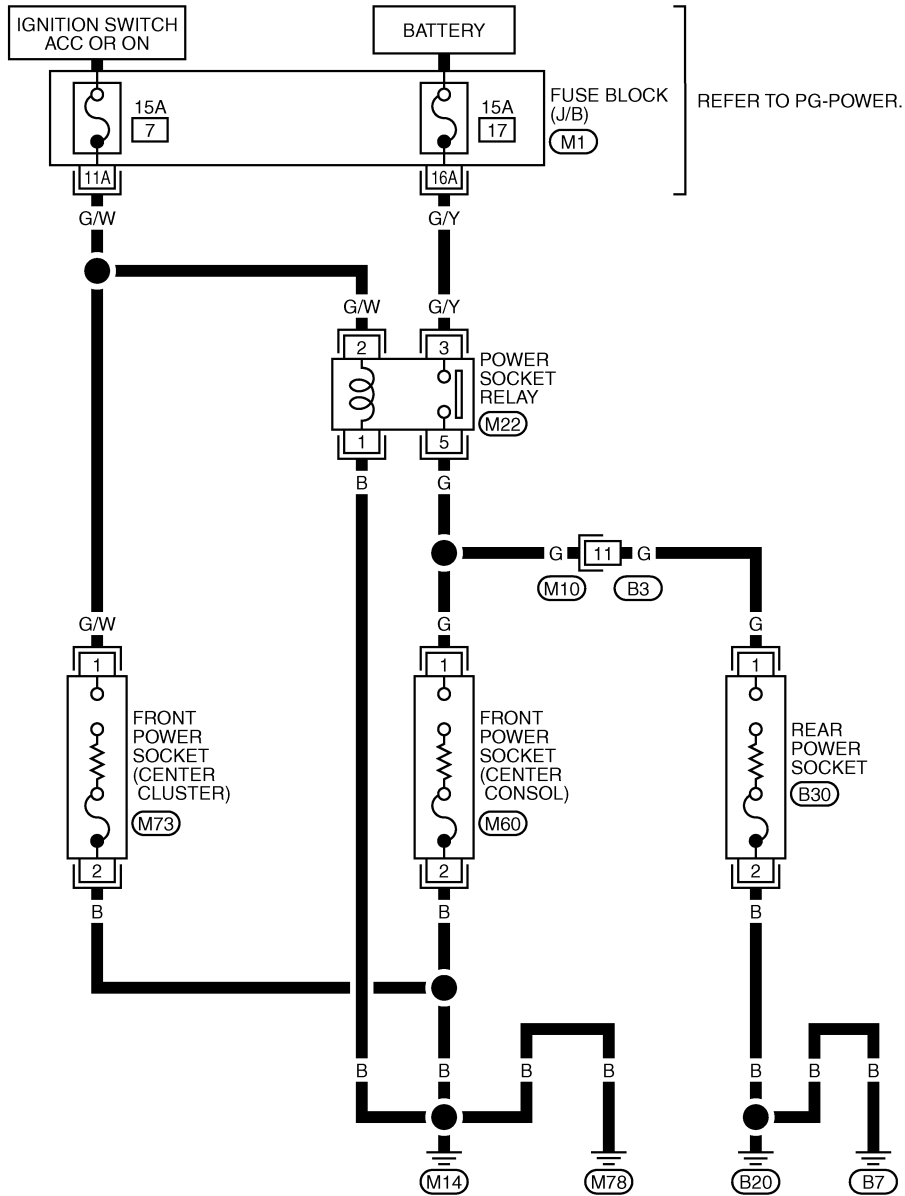 IGNITION SWITCH
ACC OR ON
BATTERY
15A
7
15A
17
FUSE BLOCK
(J/B)
M1
REFER TO PG-POWER.
11A
16A
G/W
G/Y
G/W
G/Y
2
3
POWER
SOCKET
RELAY
M22
1
5
B
G
G
11
G
M10
B3
G/W
G
G
1
1
1
FRONT
POWER
SOCKET
(CENTER
CLUSTER)
M73
FRONT
POWER
SOCKET
(CENTER
CONSOL)
M60
REAR
POWER
SOCKET
B30
2
2
2
B
B
B
B
B
B
B
B
B
B
M14
M78
B20
B7